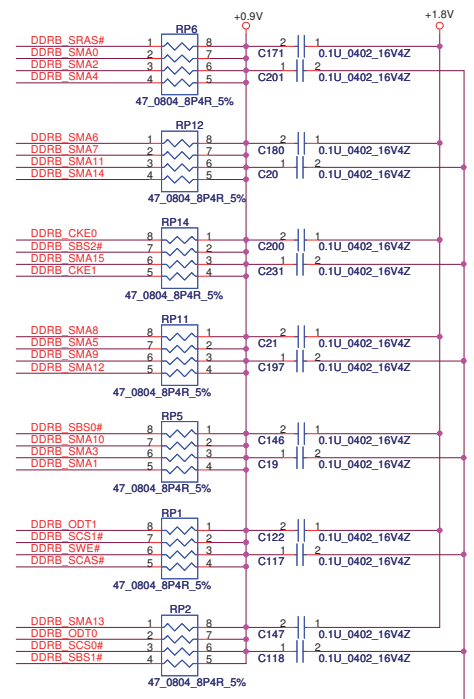 +0.9V +1.8V
RP6
DDRB_SRAS# 1 8 2 1
DDRB_SMA0 2 7 C171 0.1U_0402_16V4Z
DDRB_SMA2 3 6 1 2
DDRB_SMA4 4 5 C201 0.1U_0402_16V4Z
47_0804_8P4R_5%
RP12
DDRB_SMA6 1 8 2 1
DDRB_SMA7 2 7 C180 0.1U_0402_16V4Z
DDRB_SMA11 3 6 1 2
DDRB_SMA14 4 5 C20 0.1U_0402_16V4Z
47_0804_8P4R_5%
RP14
DDRB_CKE0 8 1 2 1
DDRB_SBS2# 7 2 C200 0.1U_0402_16V4Z
DDRB_SMA15 6 3 1 2
DDRB_CKE1 5 4 C231 0.1U_0402_16V4Z
47_0804_8P4R_5%
RP11
DDRB_SMA8 8 1 2 1
DDRB_SMA5 7 2 C21 0.1U_0402_16V4Z
DDRB_SMA9 6 3 1 2
DDRB_SMA12 5 4 C197 0.1U_0402_16V4Z
47_0804_8P4R_5%
RP5
DDRB_SBS0# 8 1 2 1
DDRB_SMA10 7 2 C146 0.1U_0402_16V4Z
DDRB_SMA3 6 3 1 2
DDRB_SMA1 5 4 C19 0.1U_0402_16V4Z
47_0804_8P4R_5%
RP1
DDRB_ODT1 8 1 2 1
DDRB_SCS1# 7 2 C122 0.1U_0402_16V4Z
DDRB_SWE# 6 3 1 2
DDRB_SCAS# 5 4 C117 0.1U_0402_16V4Z
47_0804_8P4R_5%
RP2
DDRB_SMA13 1 8 2 1
DDRB_ODT0 2 7 C147 0.1U_0402_16V4Z
DDRB_SCS0# 3 6 1 2
DDRB_SBS1# 4 5 C118 0.1U_0402_16V4Z
47_0804_8P4R_5%